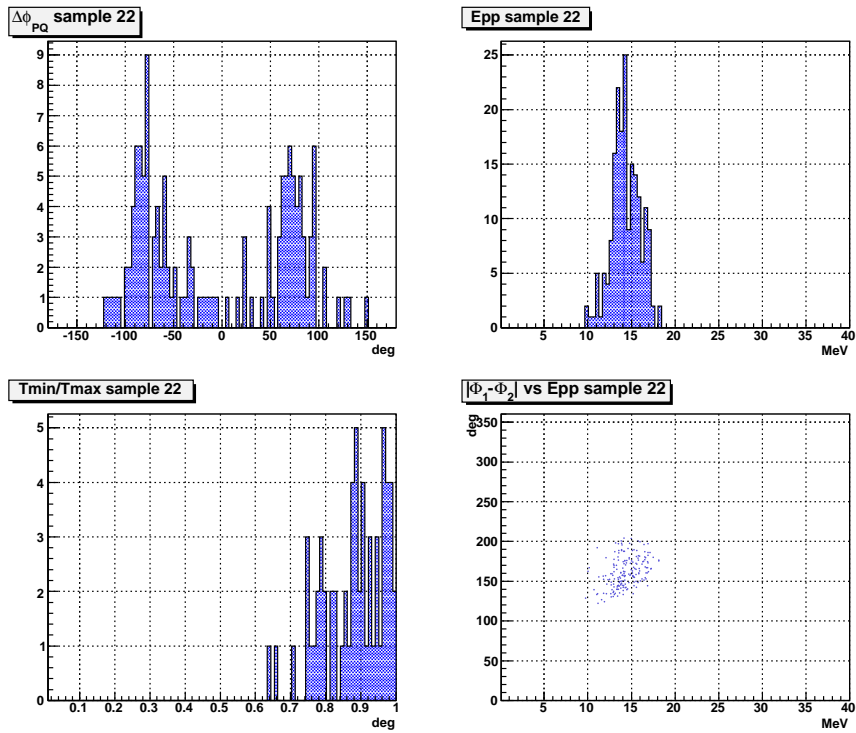 Δϕ_PQ sample 22
9
8
7
6
5
4
3
2
1
0
-150 -100 -50 0 50 100 150
deg
Epp sample 22
25
20
15
10
5
0
5 10 15 20 25 30 35 40
MeV
Tmin/Tmax sample 22
5
4
3
2
1
0
0.1 0.2 0.3 0.4 0.5 0.6 0.7 0.8 0.9 1
deg
|Φ_1-Φ_2| vs Epp sample 22
deg
350
300
250
200
150
100
50
0
5 10 15 20 25 30 35 40
MeV